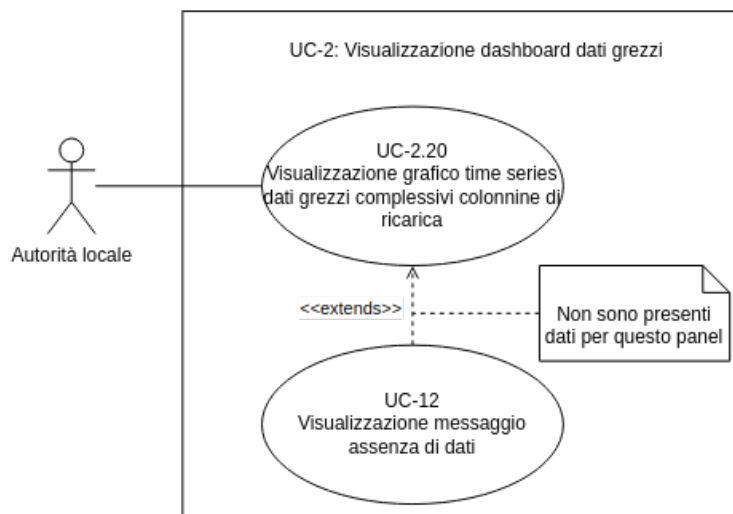 UC-2: Visualizzazione dashboard dati grezzi
UC-2.20
Visualizzazione grafico time series
dati grezzi complessivi colonnine di
ricarica
Autorità locale
<<extends>>
Non sono presenti
dati per questo panel
UC-12
Visualizzazione messaggio
assenza di dati